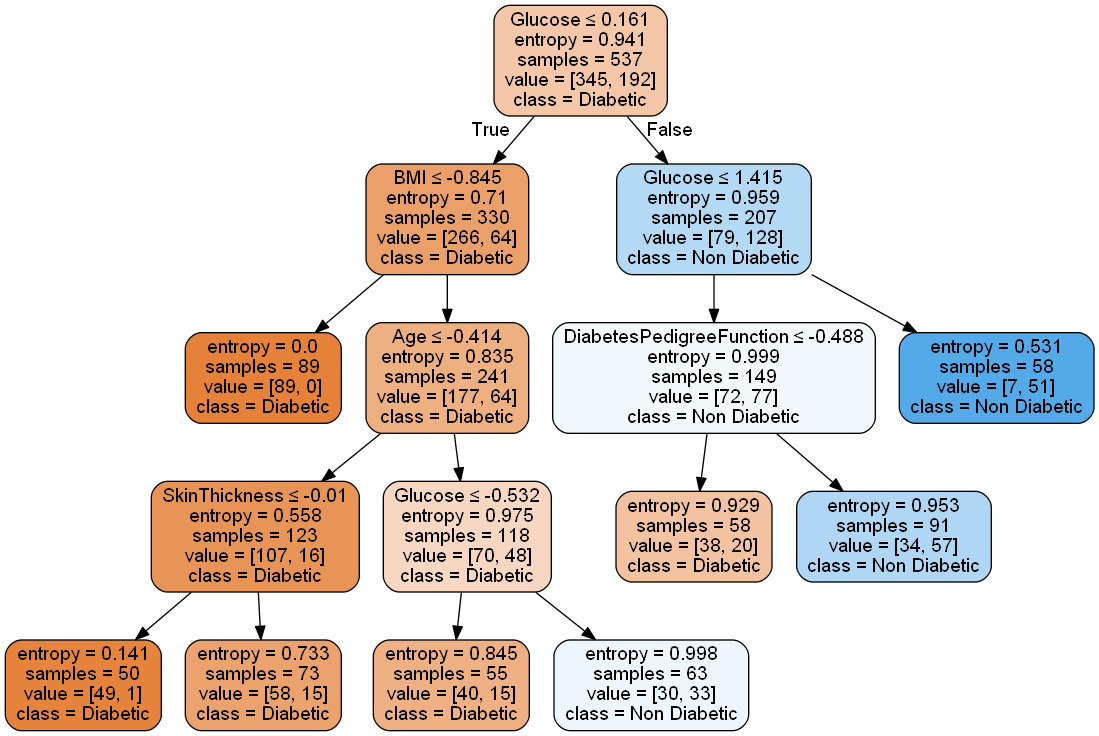 Glucose ≤ 0.161
entropy = 0.941
samples = 537
value = [345, 192]
class = Diabetic
True
False
BMI ≤ -0.845
entropy = 0.71
samples = 330
value = [266, 64]
class = Diabetic
Glucose ≤ 1.415
entropy = 0.959
samples = 207
value = [79, 128]
class = Non Diabetic
entropy = 0.0
samples = 89
value = [89, 0]
class = Diabetic
Age ≤ -0.414
entropy = 0.835
samples = 241
value = [177, 64]
class = Diabetic
DiabetesPedigreeFunction ≤ -0.488
entropy = 0.999
samples = 149
value = [72, 77]
class = Non Diabetic
entropy = 0.531
samples = 58
value = [7, 51]
class = Non Diabetic
SkinThickness ≤ -0.01
entropy = 0.558
samples = 123
value = [107, 16]
class = Diabetic
Glucose ≤ -0.532
entropy = 0.975
samples = 118
value = [70, 48]
class = Diabetic
entropy = 0.929
samples = 58
value = [38, 20]
class = Diabetic
entropy = 0.953
samples = 91
value = [34, 57]
class = Non Diabetic
entropy = 0.141
samples = 50
value = [49, 1]
class = Diabetic
entropy = 0.733
samples = 73
value = [58, 15]
class = Diabetic
entropy = 0.845
samples = 55
value = [40, 15]
class = Diabetic
entropy = 0.998
samples = 63
value = [30, 33]
class = Non Diabetic